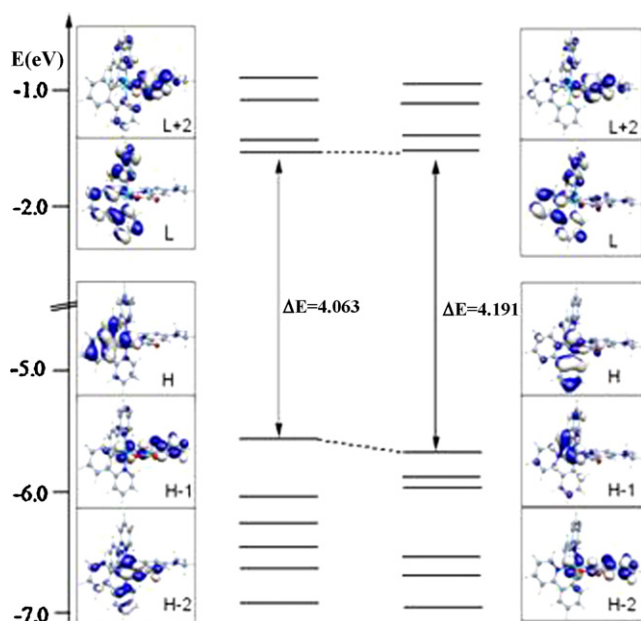 E(eV)
-1.0
-2.0
-5.0
-6.0
-7.0
L+2
L
H
H-1
H-2
ΔE=4.063
ΔE=4.191
L+2
L
H
H-1
H-2